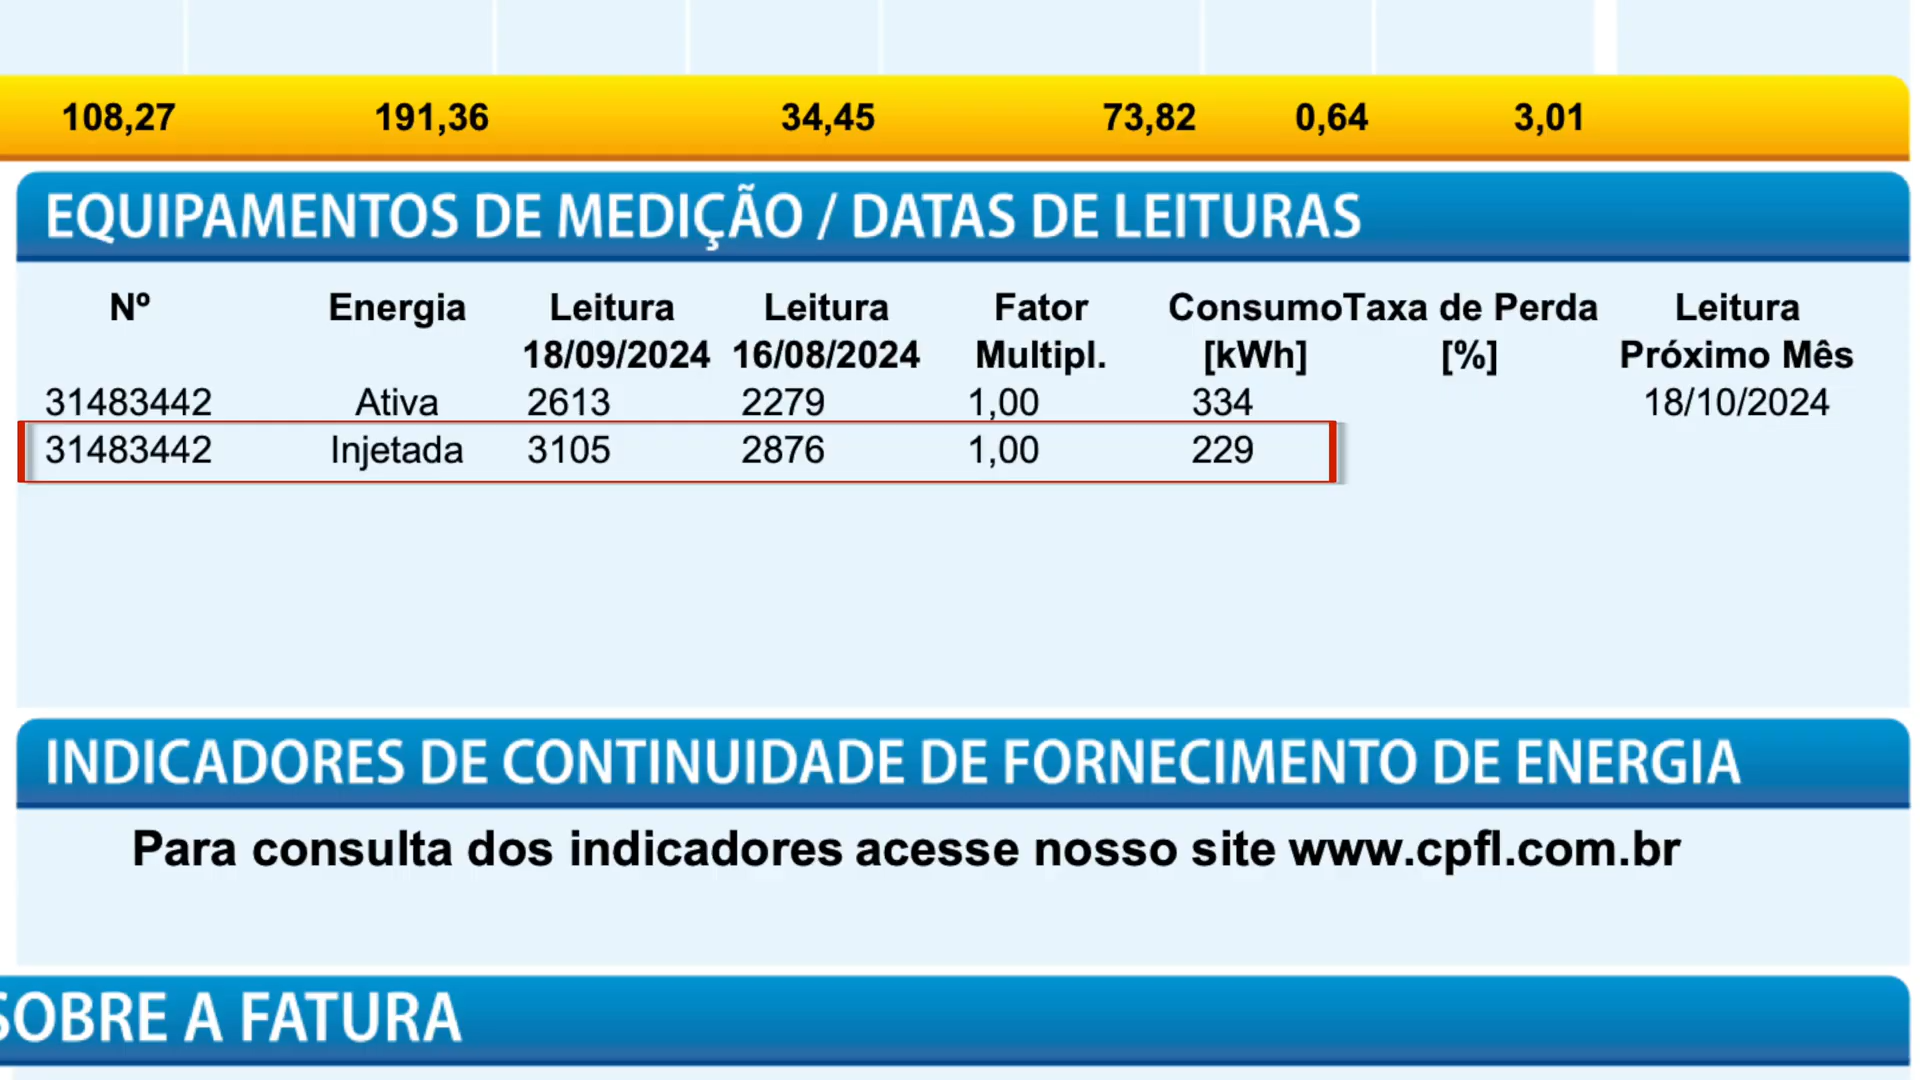 108,27 191,36 34,45 73,82 0,64 3,01
EQUIPAMENTOS DE MEDIÇÃO / DATAS DE LEITURAS
Nº Energia Leitura Leitura Fator Consumo Taxa de Perda Leitura
18/09/2024 16/08/2024 Multipl. [kWh] [%] Próximo Mês
31483442 Ativa 2613 2279 1,00 334 18/10/2024
31483442 Injetada 3105 2876 1,00 229
INDICADORES DE CONTINUIDADE DE FORNECIMENTO DE ENERGIA
Para consulta dos indicadores acesse nosso site www.cpfl.com.br
SOBRE A FATURA